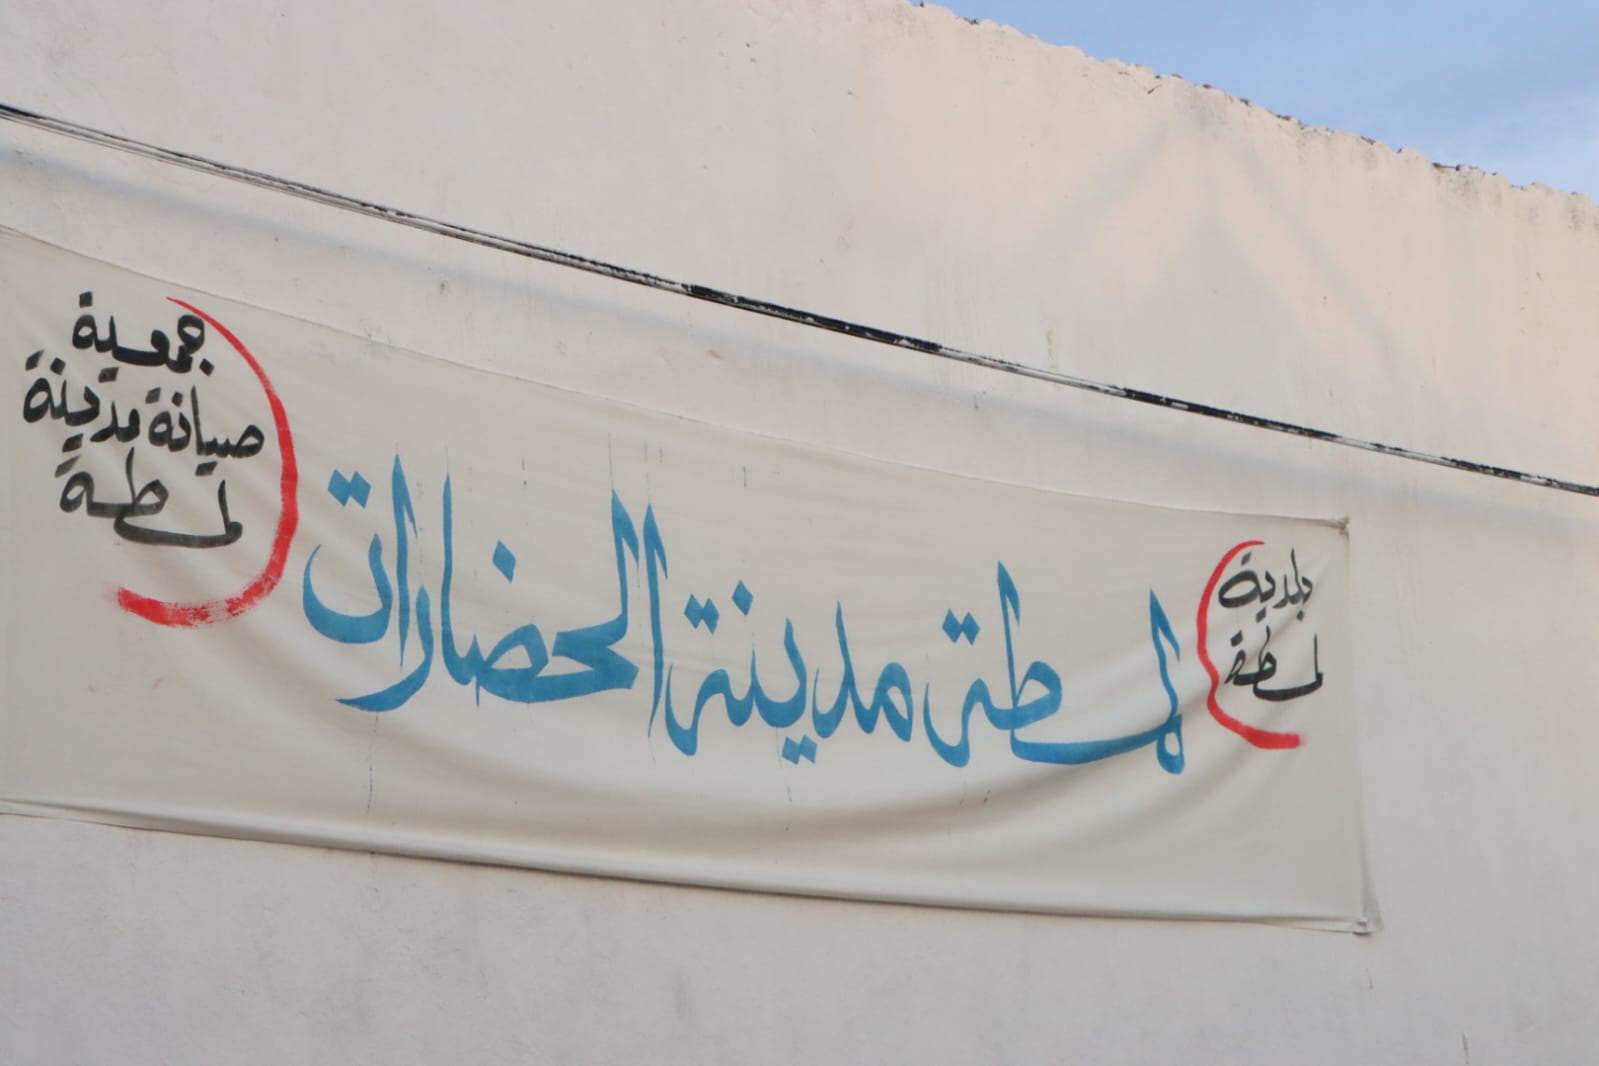 بلدية
لمطة
لمطة مدينة الحضارات
جمعية
صيانة مدينة
لمطة